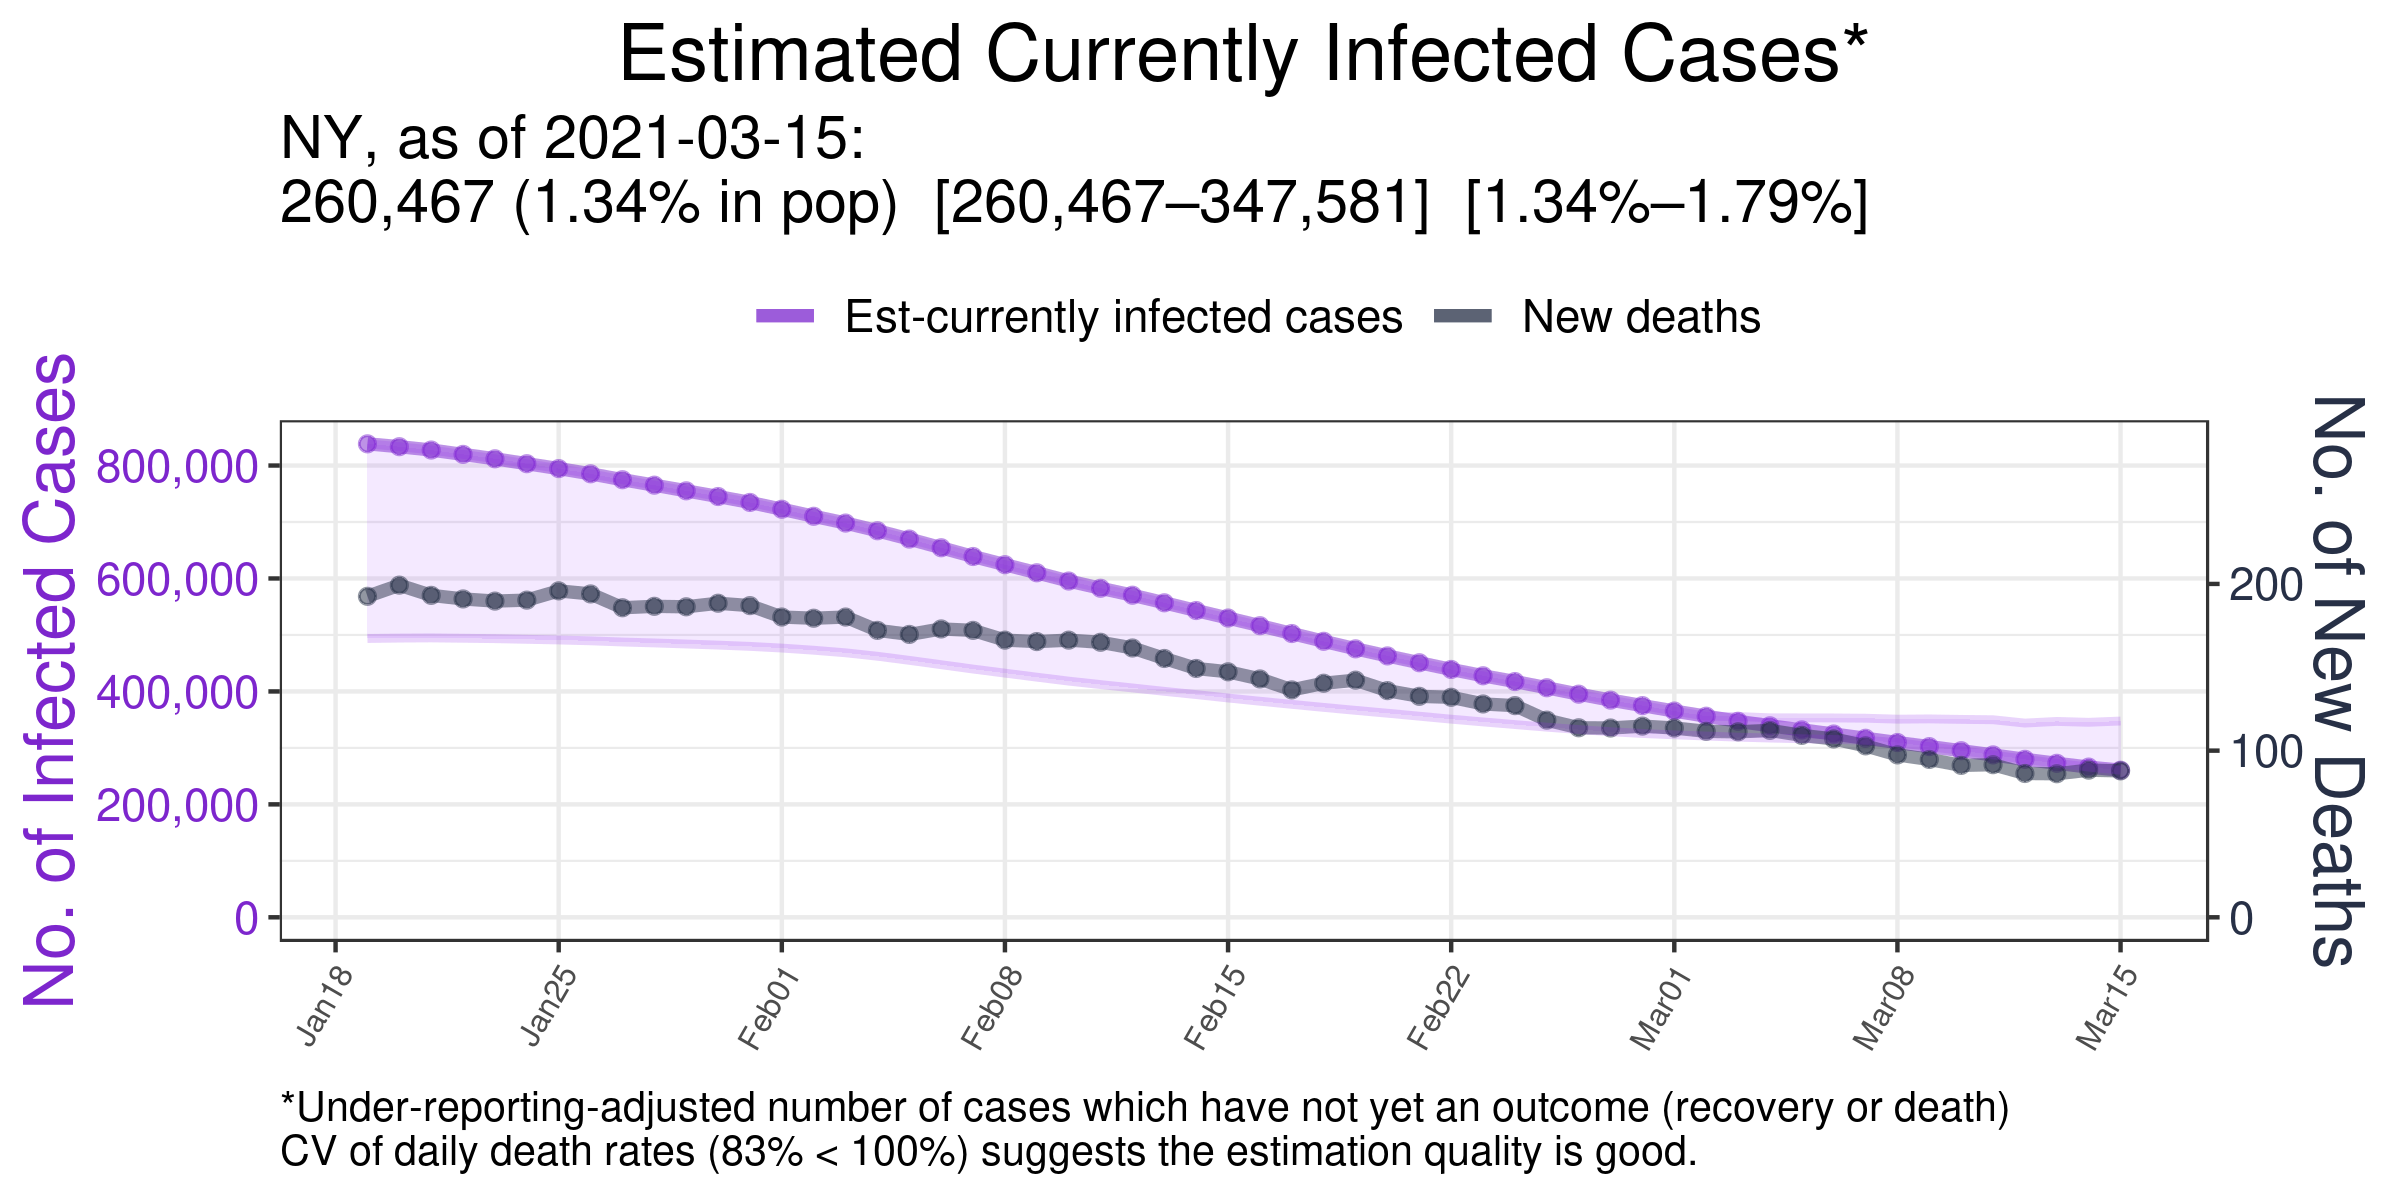 Estimated Currently Infected Cases*
NY, as of 2021-03-15:
260,467 (1.34% in pop)  [260,467–347,581]  [1.34%–1.79%]
Est-currently infected cases
New deaths
No. of Infected Cases
800,000
600,000
400,000
200,000
0
No. of New Deaths
200
100
0
Jan18
Jan25
Feb01
Feb08
Feb15
Feb22
Mar01
Mar08
Mar15
*Under-reporting-adjusted number of cases which have not yet an outcome (recovery or death)
CV of daily death rates (83% < 100%) suggests the estimation quality is good.